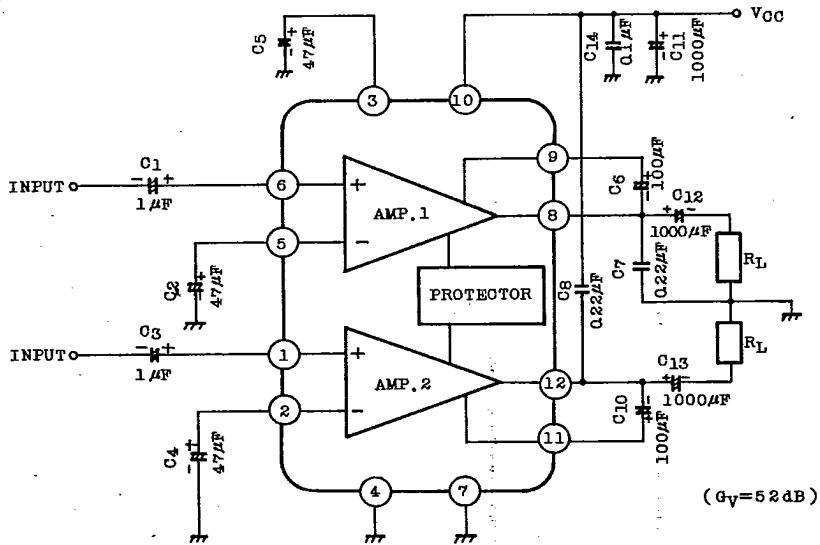 VCC
C5
47μF
C14
0.1μF
C11
1000μF
3
10
9
C6
100μF
C1
INPUT
1μF
6
+
AMP.1
8
C12
1000μF
5
-
C2
47μF
PROTECTOR
C8
0.22μF
C7
0.22μF
RL
C3
INPUT
1μF
1
+
AMP.2
12
C13
1000μF
RL
2
-
C4
47μF
11
C10
100μF
4
7
(GV=52dB)